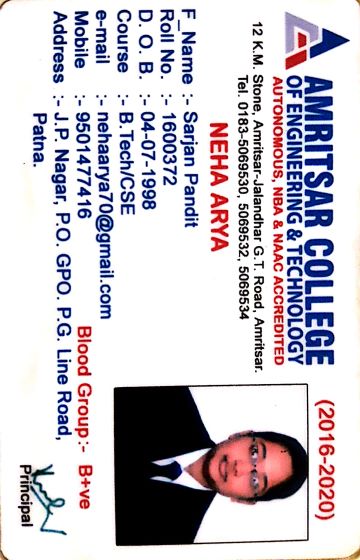 AMRITSAR COLLEGE
OF ENGINEERING & TECHNOLOGY
AUTONOMOUS, NBA & NAAC ACCREDITED
12 K.M. Stone, Amritsar-Jalandhar G.T. Road, Amritsar.
Tel. 0183-5069530, 5069532, 5069534
(2016-2020)
NEHA ARYA
F_Name :- Sarjan Pandit
Roll No. :- 1600372
D. O. B. :- 04-07-1998
Course :- B.Tech/CSE
e-mail :- nehaarya70@gmail.com
Mobile :- 9501477416
Blood Group:- B+ve
Address :- J.P. Nagar, P.O. GPO. P.G. Line Road,
Patna.
Principal